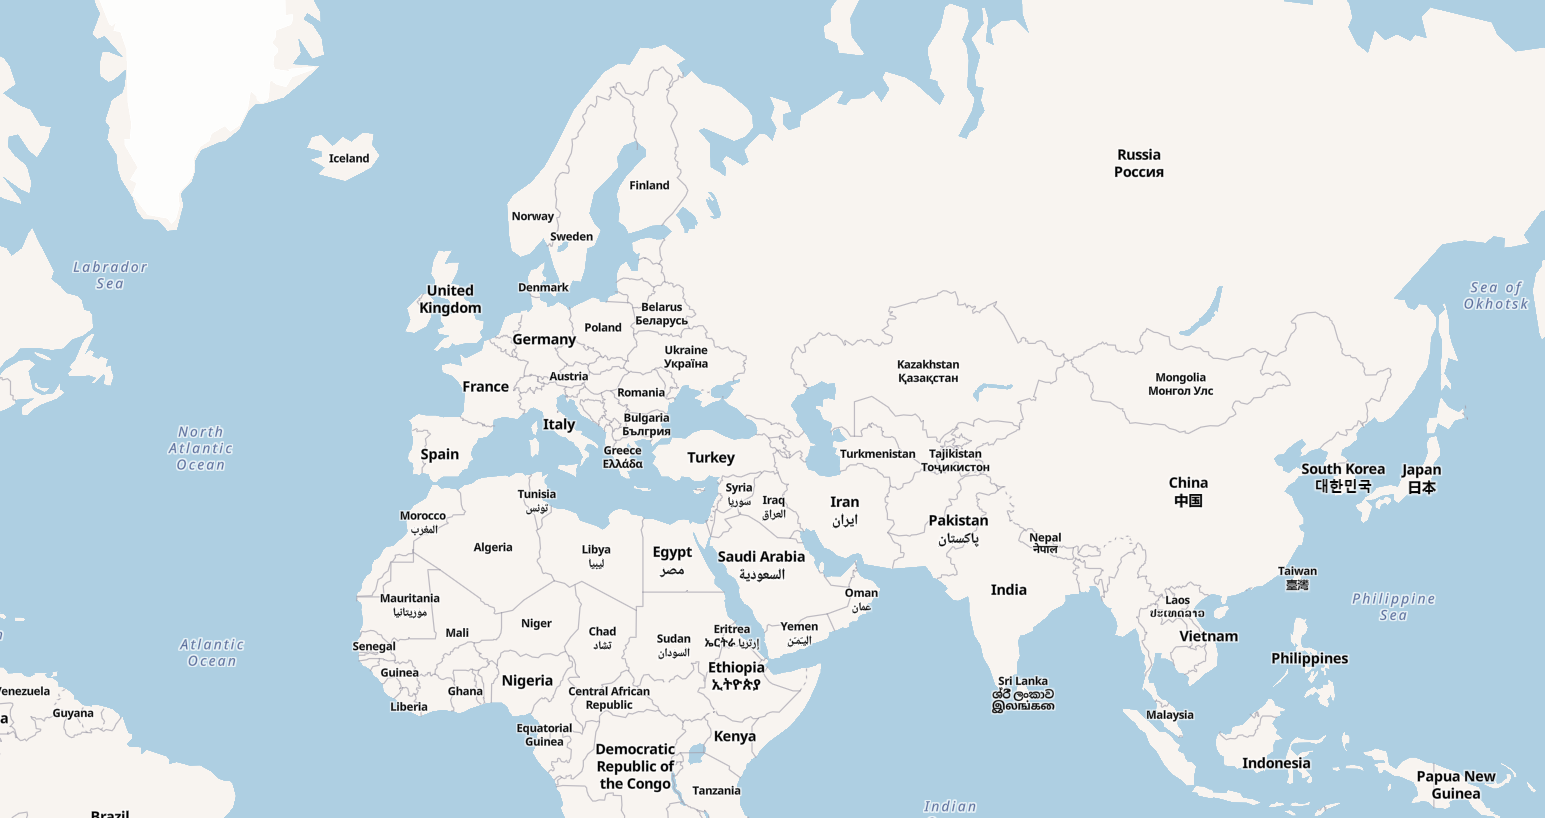 Iceland
Russia
Россия
Finland
Norway
Sweden
Labrador
Sea
Denmark
United
Kingdom
Sea of
Okhotsk
Belarus
Беларусь
Poland
Germany
Ukraine
Україна
Kazakhstan
Қазақстан
Austria
France
Romania
Mongolia
Монгол Улс
Italy
Bulgaria
България
North
Atlantic
Ocean
Spain
Greece
Ελλάδα
Turkey
Turkmenistan
Tajikistan
Тоҷикистон
South Korea
대한민국
Japan
日本
China
中国
Tunisia
تونس
Syria
سوريا
Iraq
العراق
Iran
ایران
Morocco
المغرب
Pakistan
پاکستان
Nepal
नेपाल
Algeria
Libya
ليبيا
Egypt
مصر
Saudi Arabia
السعودية
Taiwan
臺灣
India
Oman
عمان
Mauritania
موريتانيا
Laos
ປະເທດລາວ
Philippine
Sea
Niger
Mali
Chad
تشاد
Sudan
السودان
Eritrea
ኤርትራ إرتريا
Yemen
اليَمَن
Vietnam
Atlantic
Ocean
Senegal
Guinea
Nigeria
Ethiopia
ኢትዮጵያ
Philippines
Ghana
Central African
Republic
Sri Lanka
ශ්‍රී ලංකාව
இலங்கை
Venezuela
Guyana
Liberia
Malaysia
Equatorial
Guinea
Kenya
Democratic
Republic of
the Congo
Indonesia
Papua New
Guinea
Tanzania
Indian
Brazil